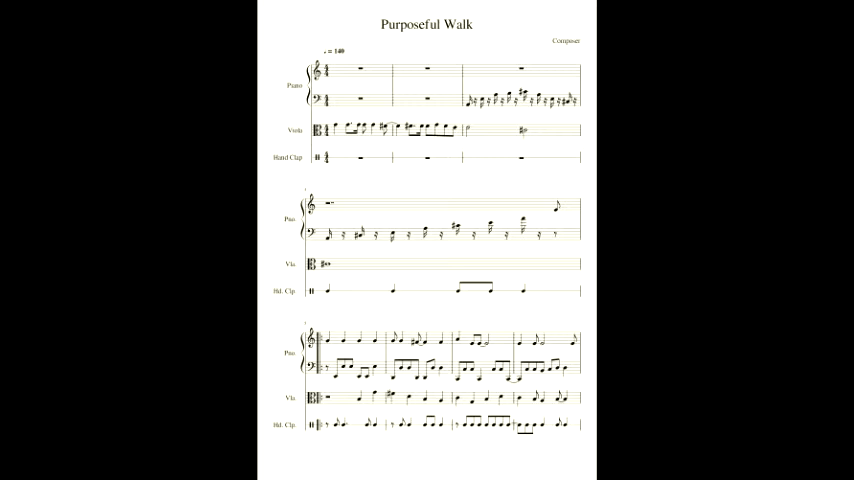 Purposeful Walk
Composer
♩ = 140
Piano
Viola
Hand Clap
Pno
Vla
Hd. Clp
Pno
Vla
Hd. Clp